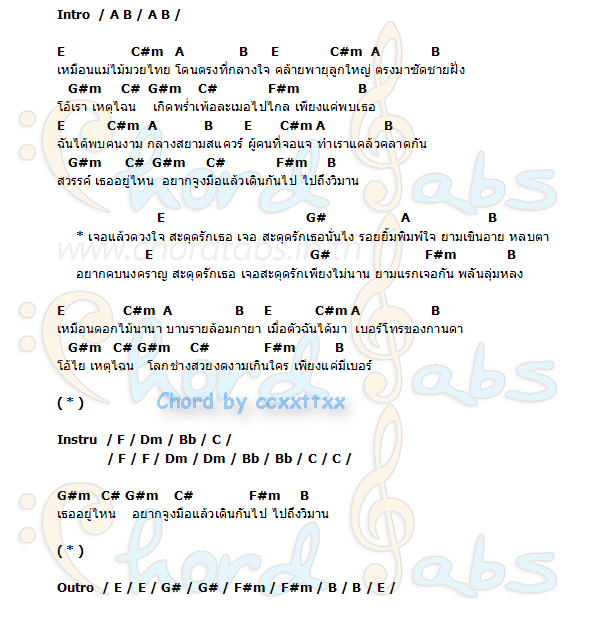 Intro / A B / A B /
E C#m A B E C#m A B
เหมือนแม่ไม้มวยไทย โดนตรงที่กลางใจ คล้ายพายุลูกใหญ่ ตรงมาซัดชายฝั่ง
G#m C# G#m C# F#m B
โอ้เรา เหตุไฉน เกิดพร่ำเพ้อละเมอไปไกล เพียงแค่พบเธอ
E C#m A B E C#m A B
ฉันได้พบคนงาม กลางสยามสแควร์ ผู้คนที่จอแจ ทำเราแคล้วคลาดกัน
G#m C# G#m C# F#m B
สวรรค์ เธออยู่ไหน อยากจูงมือแล้วเดินกันไป ไปถึงวิมาน
E G# A B
* เจอแล้วดวงใจ สะดุดรักเธอ เจอ สะดุดรักเธอนั่นไง รอยยิ้มพิมพ์ใจ ยามเขินอาย หลบตา
E G# F#m B
อยากคบนงคราญ สะดุดรักเธอ เจอสะดุดรักเพียงไม่นาน ยามแรกเจอกัน พลันลุ่มหลง
www.chordtabs.in.th
E C#m A B E C#m A B
เหมือนดอกไม้นานา บานรายล้อมกายา เมื่อตัวฉันได้มา เบอร์โทรของกานดา
G#m C# G#m C# F#m B
โอ้ไย เหตุไฉน โลกช่างสวยงดงามเกินใคร เพียงแค่มีเบอร์
( * )
Chord by ccxxttxx
Instru / F / Dm / Bb / C /
/ F / F / Dm / Dm / Bb / Bb / C / C /
G#m C# G#m C# F#m B
เธออยู่ไหน อยากจูงมือแล้วเดินกันไป ไปถึงวิมาน
( * )
Outro / E / E / G# / G# / F#m / F#m / B / B / E /